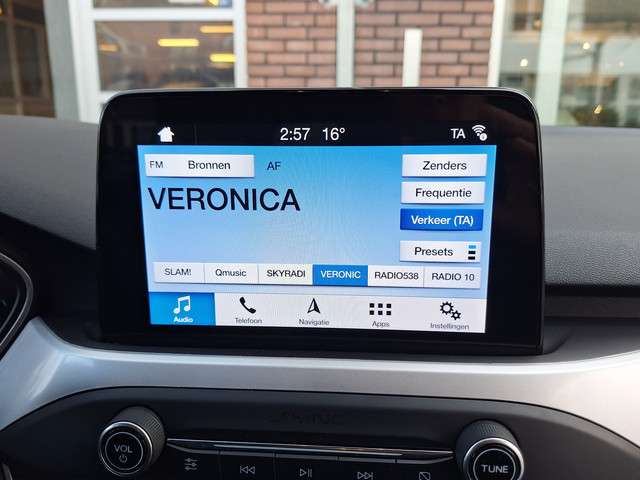 2:57 16° TA
FM Bronnen AF Zenders
VERONICA
Frequentie
Verkeer (TA)
Presets
SLAM! Qmusic SKYRADI VERONIC RADIO538 RADIO 10
Audio Telefoon Navigatie Apps Instellingen
VOL
TUNE